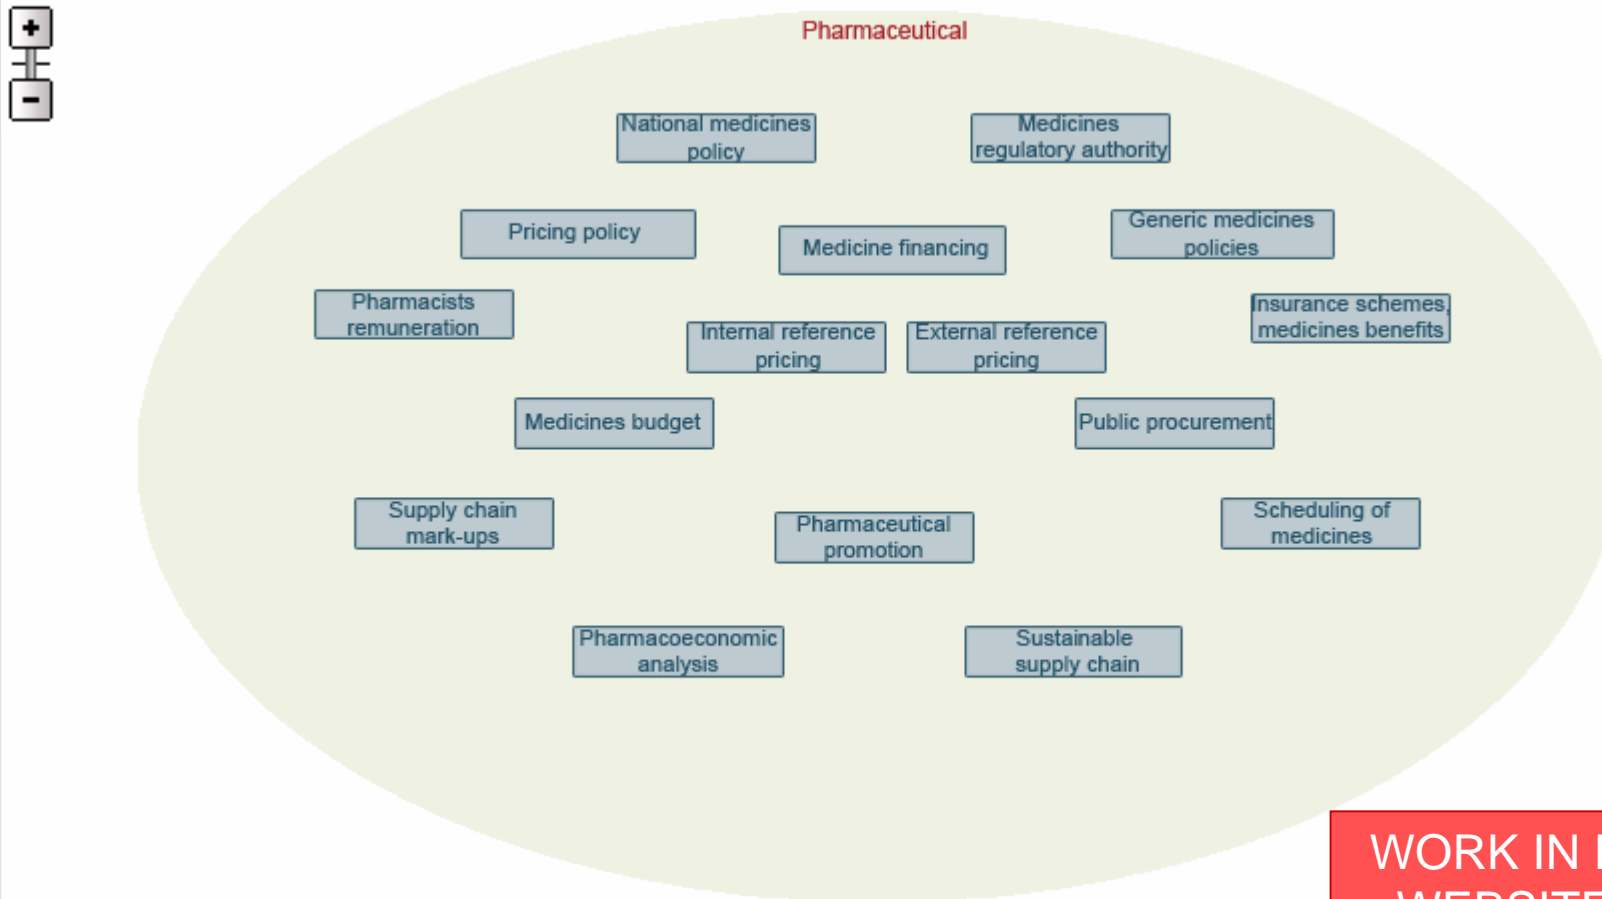 Pharmaceutical
National medicines
policy
Medicines
regulatory authority
Pricing policy
Medicine financing
Generic medicines
policies
Pharmacists
remuneration
Internal reference
pricing
External reference
pricing
Insurance schemes,
medicines benefits
Medicines budget
Public procurement
Supply chain
mark-ups
Pharmaceutical
promotion
Scheduling of
medicines
Pharmacoeconomic
analysis
Sustainable
supply chain
WORK IN
WEBSITE